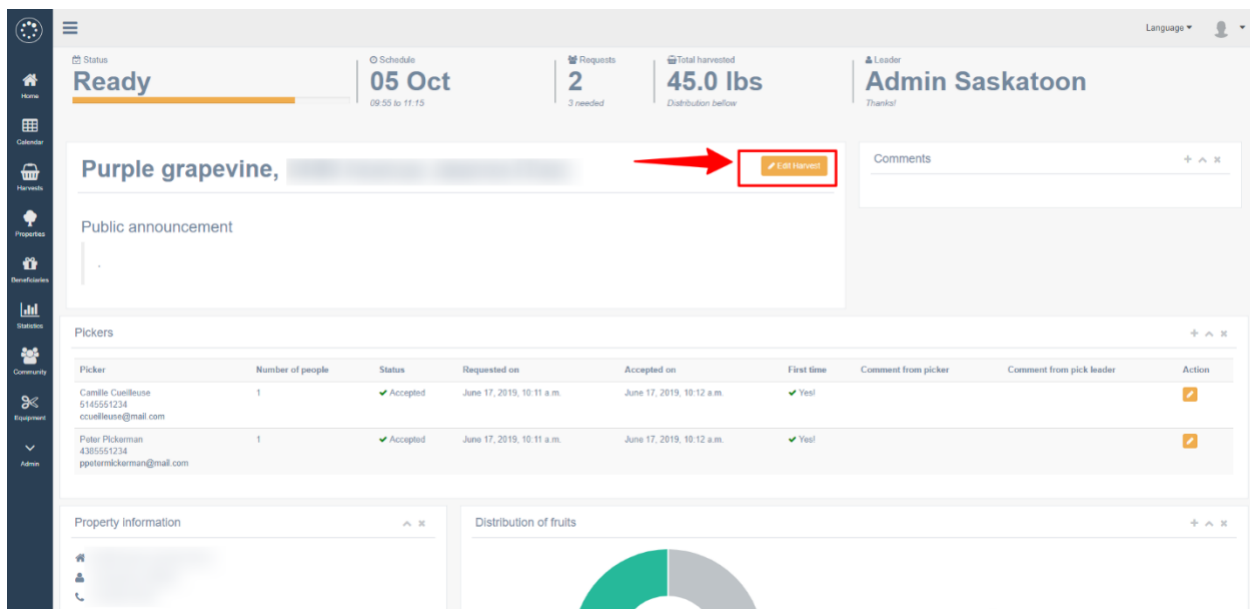 Language
Status
Ready
Schedule
05 Oct
09:55 to 11:15
Requests
2
3 needed
Total harvested
45.0 lbs
Distribution bellow
Leader
Admin Saskatoon
Thanks!
Home
Calendar
Harvests
Properties
Beneficiaries
Statistics
Community
Equipment
Admin
Purple grapevine,
Edit Harvest
Public announcement
.
Comments
Pickers
Picker Number of people Status Requested on Accepted on First time Comment from picker Comment from pick leader Action
Camille Cueilleuse 1 Accepted June 17, 2019, 10:11 a.m. June 17, 2019, 10:12 a.m. Yes!
5145551234
ccueilleuse@mail.com
Peter Pickerman 1 Accepted June 17, 2019, 10:11 a.m. June 17, 2019, 10:12 a.m. Yes!
4385551234
ppetermickerman@mail.com
Property information
Distribution of fruits